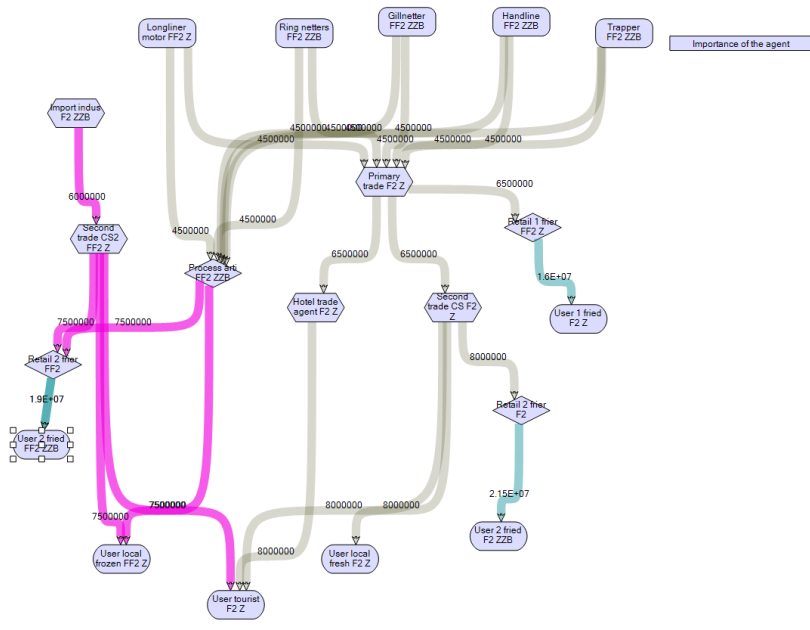 Longliner
motor FF2 Z
Ring netters
FF2 ZZB
Gillnetter
FF2 ZZB
Handline
FF2 ZZB
Trapper
FF2 ZZB
Importance of the agent
Import indus
F2 ZZB
4500000
4500000
4500000
4500000
4500000
4500000
4500000
4500000
Primary
trade F2 Z
6500000
6000000
4500000
4500000
Retail 1 frier
FF2 Z
Second
trade CS2
FF2 Z
6500000
6500000
Process arti
FF2 ZZB
1.6E+07
Hotel trade
agent F2 Z
Second
trade CS F2
Z
User 1 fried
F2 Z
7500000
7500000
8000000
Retail 2 frier
FF2
1.9E+07
Retail 2 frier
F2
User 2 fried
FF2 ZZB
2.15E+07
7500000
7500000
8000000
8000000
User 2 fried
F2 ZZB
8000000
User local
frozen FF2 Z
User local
fresh F2 Z
User tourist
F2 Z